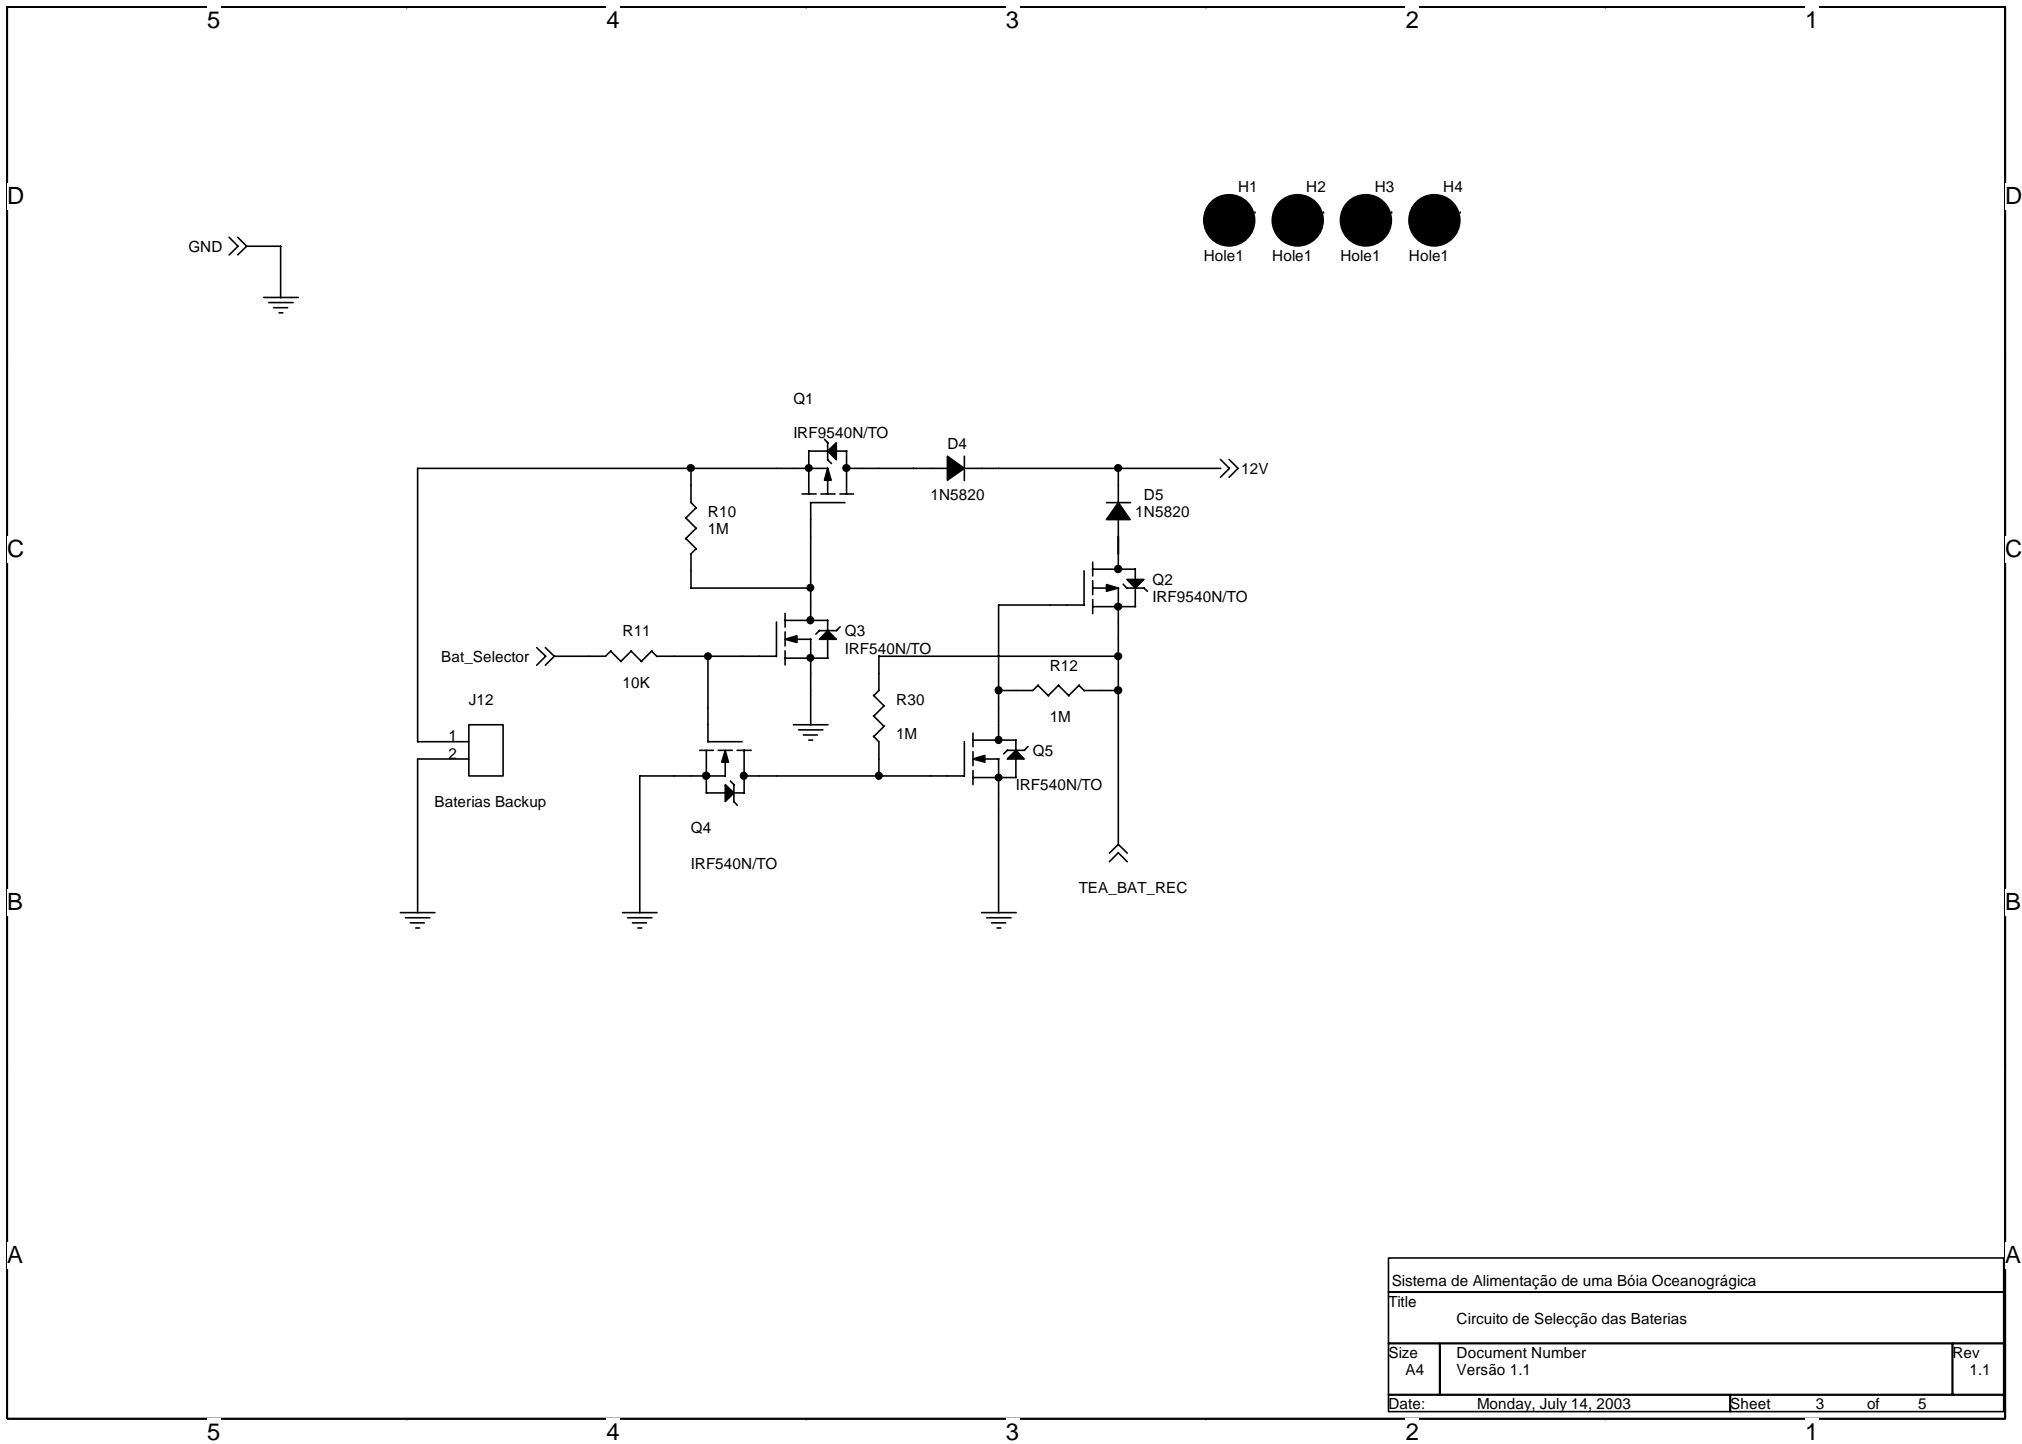 5 4 3 2 1
D D
H1 H2 H3 H4
GND
Hole1 Hole1 Hole1 Hole1
Q1
IRF9540N/TO
D4
1N5820
12V
D5
1N5820
R10
1M
C C
Q2
IRF9540N/TO
Q3
IRF540N/TO
R11
10K
Bat_Selector
R12
1M
J12
1
2
Baterias Backup
R30
1M
Q5
IRF540N/TO
Q4
IRF540N/TO
TEA_BAT_REC
B B
A A
Sistema de Alimentação de uma Bóia Oceanográgica
Title
Circuito de Selecção das Baterias
Size Document Number Rev
A4 Versão 1.1 1.1
Date: Monday, July 14, 2003 Sheet 3 of 5
5 4 3 2 1